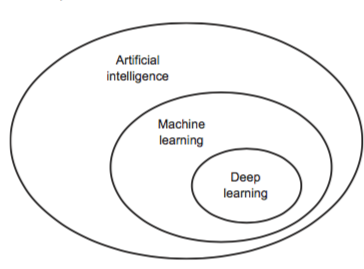 Artificial
intelligence
Machine
learning
Deep
learning